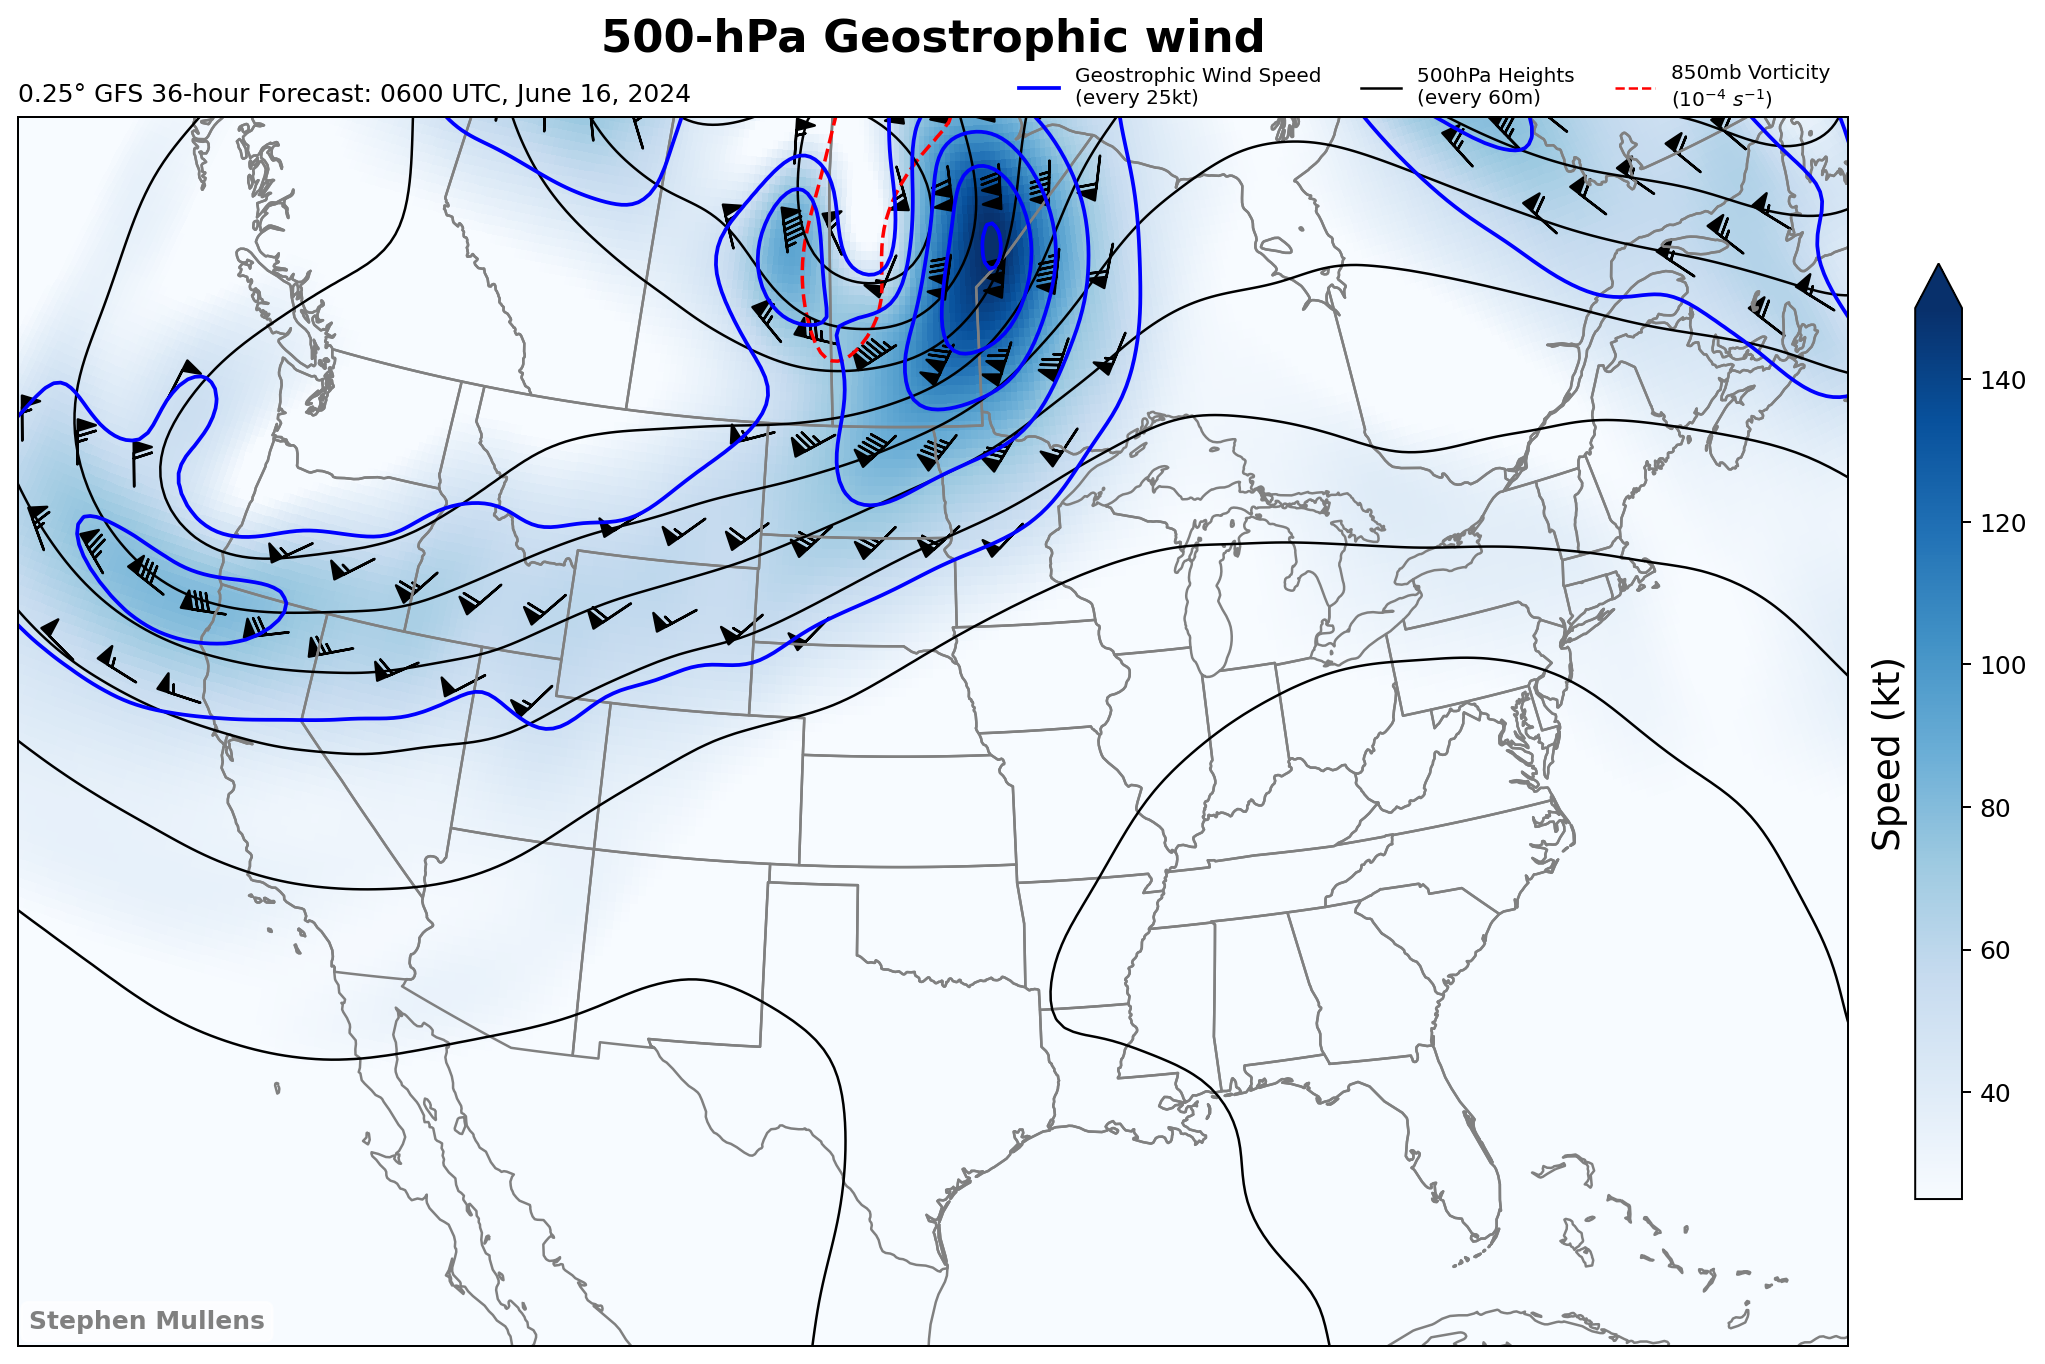 500-hPa Geostrophic wind
0.25° GFS 36-hour Forecast: 0600 UTC, June 16, 2024
Geostrophic Wind Speed
(every 25kt)
500hPa Heights
(every 60m)
850mb Vorticity
(10⁻⁴ s⁻¹)
140
120
100
80
60
40
Speed (kt)
Stephen Mullens